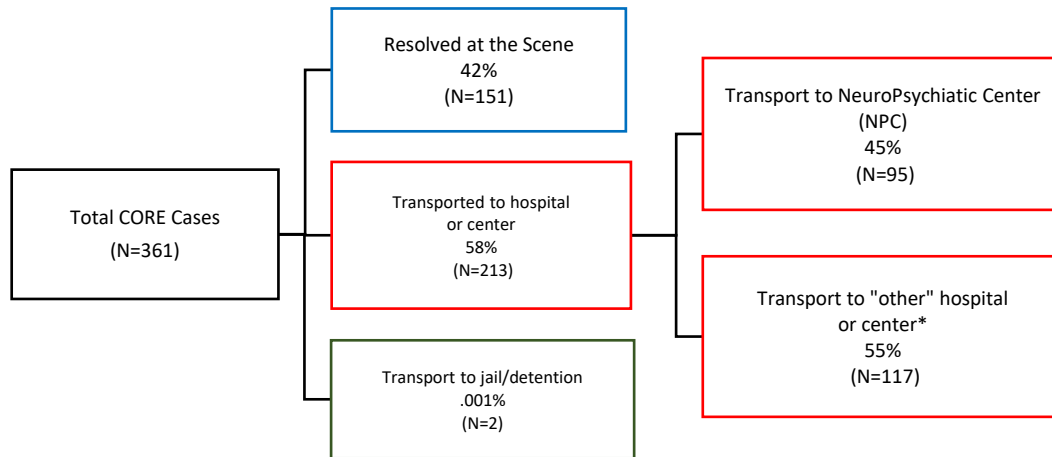 Total CORE Cases
(N=361)
Resolved at the Scene
42%
(N=151)
Transported to hospital
or center
58%
(N=213)
Transport to jail/detention
.001%
(N=2)
Transport to NeuroPsychiatic Center
(NPC)
45%
(N=95)
Transport to "other" hospital
or center*
55%
(N=117)